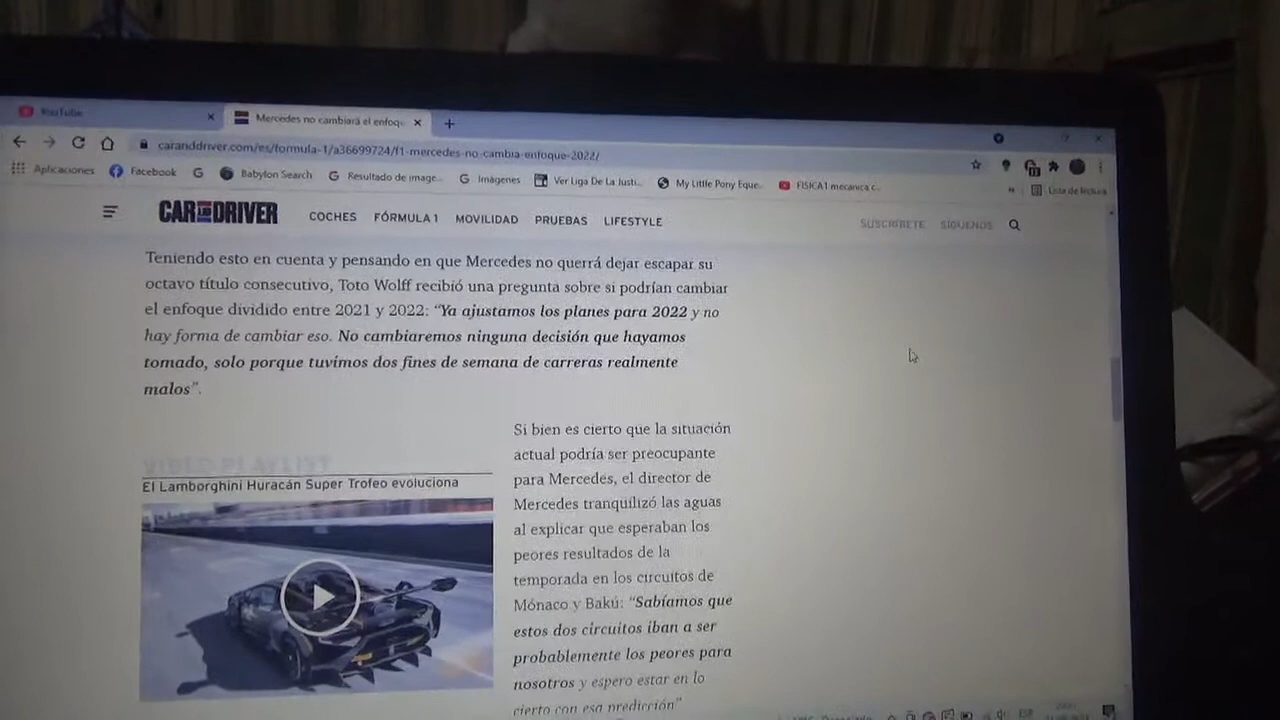 YouTube
Mercedes no cambiará el enfoqu
caranddriver.com/es/formula-1/a36699724/f1-mercedes-no-cambia-enfoque-2022/
Aplicaciones Facebook Babylon Search Resultado de image... Imágenes Ver Liga De La Justi... My Little Pony Eque... FISICA1 mecanica c... Lista de lectura
CAR AND DRIVER COCHES FÓRMULA 1 MOVILIDAD PRUEBAS LIFESTYLE SUSCRÍBETE SÍGUENOS
Teniendo esto en cuenta y pensando en que Mercedes no querrá dejar escapar su
octavo título consecutivo, Toto Wolff recibió una pregunta sobre si podrían cambiar
el enfoque dividido entre 2021 y 2022: “Ya ajustamos los planes para 2022 y no
hay forma de cambiar eso. No cambiaremos ninguna decisión que hayamos
tomado, solo porque tuvimos dos fines de semana de carreras realmente
malos”.
VIDEO PLAYLIST
El Lamborghini Huracán Super Trofeo evoluciona
Si bien es cierto que la situación
actual podría ser preocupante
para Mercedes, el director de
Mercedes tranquilizó las aguas
al explicar que esperaban los
peores resultados de la
temporada en los circuitos de
Mónaco y Bakú: “Sabíamos que
estos dos circuitos iban a ser
probablemente los peores para
nosotros y espero estar en lo
cierto con esa predicción”
ESP